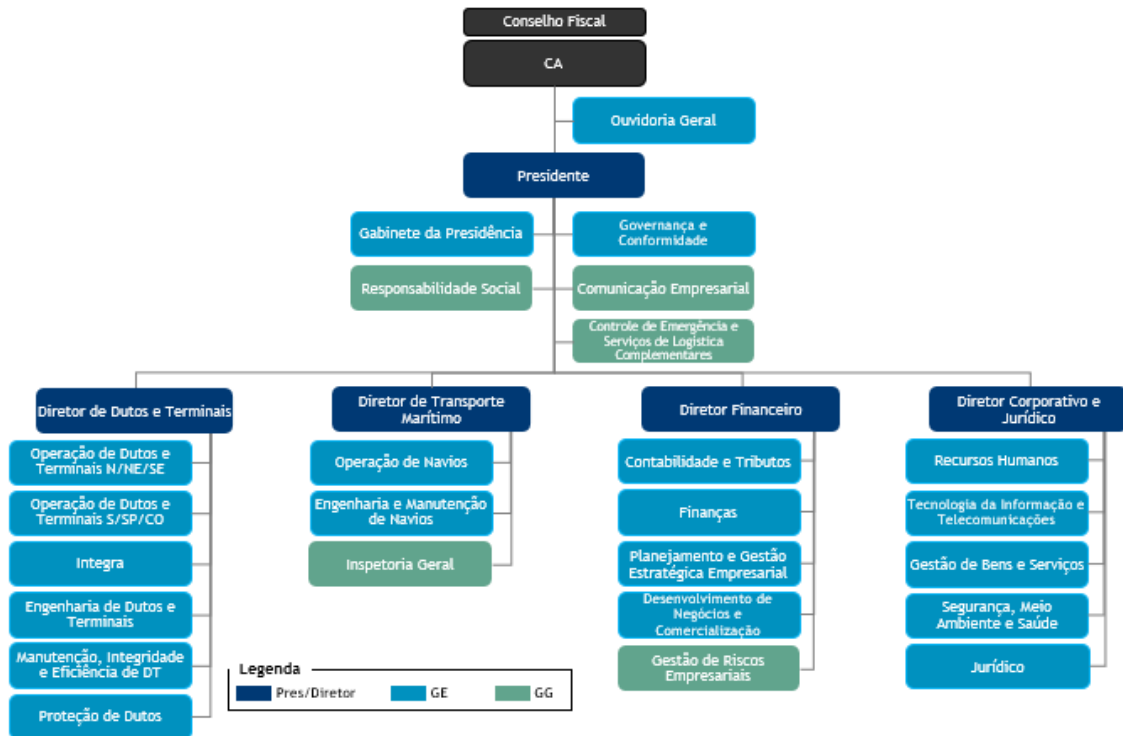 Conselho Fiscal
CA
Ouvidoria Geral
Presidente
Gabinete da Presidência
Governança e
Conformidade
Responsabilidade Social
Comunicação Empresarial
Controle de Emergência e
Serviços de Logística
Complementares
Diretor de Dutos e Terminais
Operação de Dutos e
Terminais N/NE/SE
Operação de Dutos e
Terminais S/SP/CO
Integra
Engenharia de Dutos e
Terminais
Manutenção, Integridade
e Eficiência de DT
Proteção de Dutos
Diretor de Transporte
Marítimo
Operação de Navios
Engenharia e Manutenção
de Navios
Inspetoria Geral
Diretor Financeiro
Contabilidade e Tributos
Finanças
Planejamento e Gestão
Estratégica Empresarial
Desenvolvimento de
Negócios e
Comercialização
Gestão de Riscos
Empresariais
Diretor Corporativo e
Jurídico
Recursos Humanos
Tecnologia da Informação e
Telecomunicações
Gestão de Bens e Serviços
Segurança, Meio
Ambiente e Saúde
Jurídico
Legenda
Pres/Diretor
GE
GG